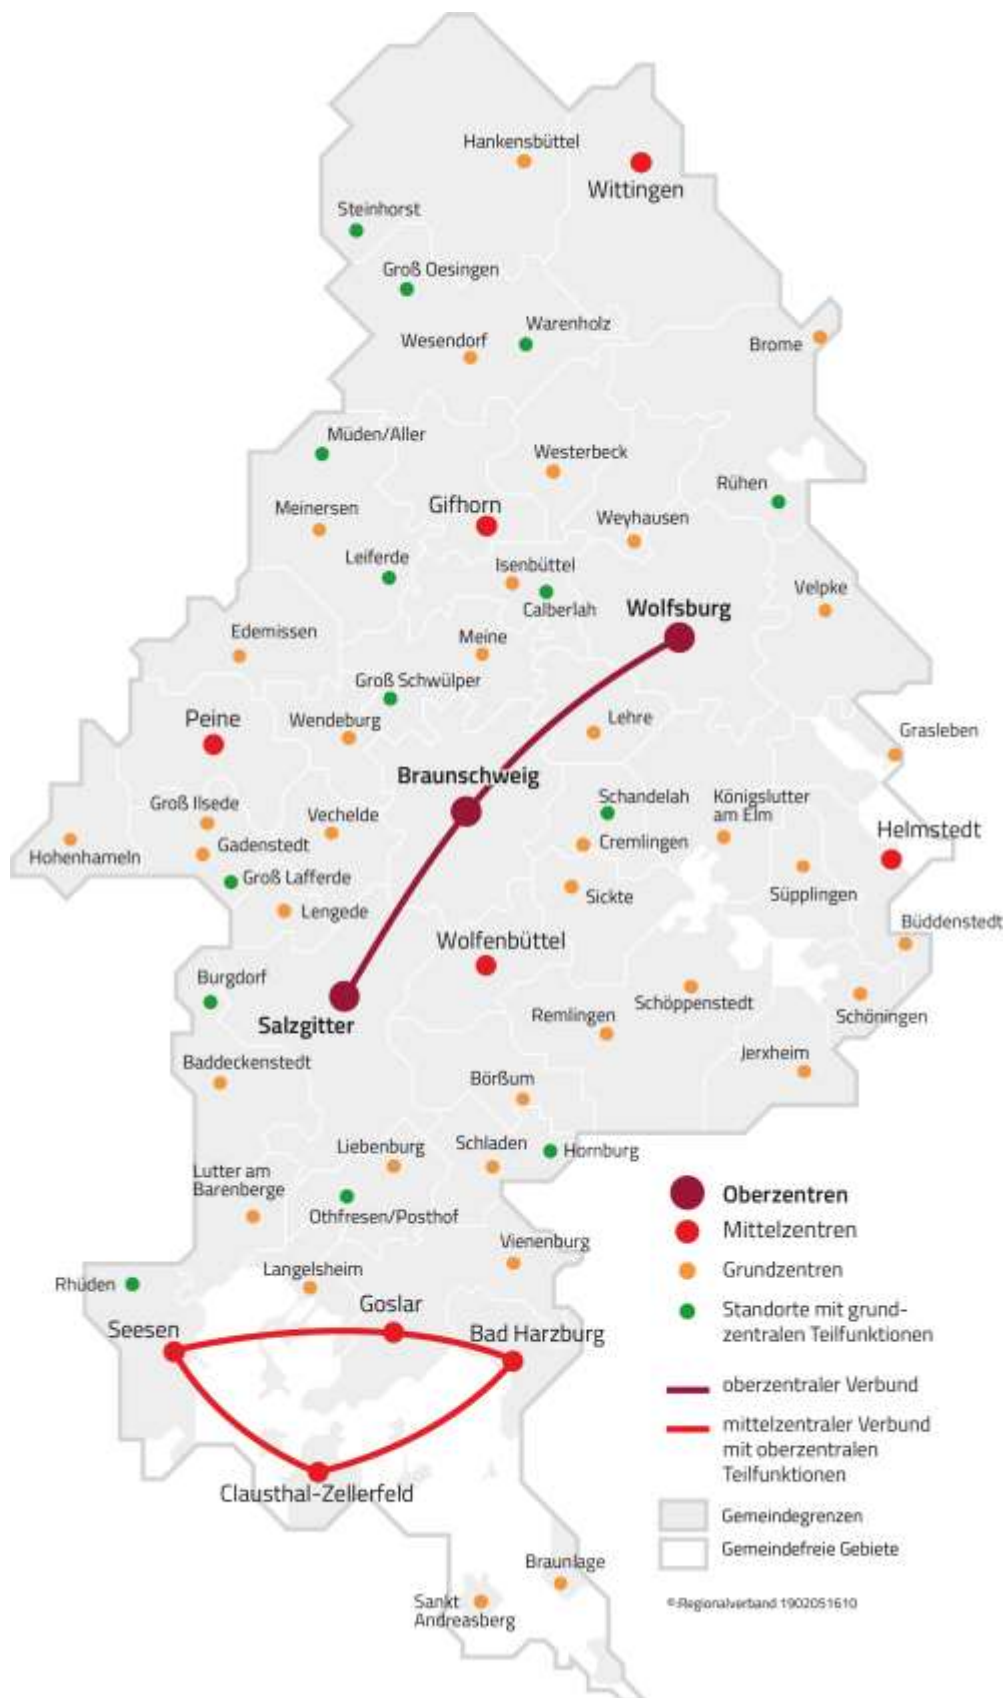 Hankensbüttel
Wittingen
Steinhorst
Groß Oesingen
Warenholz
Wesendorf
Brome
Müden/Aller
Westerbeck
Rühen
Gifhorn
Meinersen
Weyhausen
Leiferde
Isenbüttel
Calberlah
Wolfsburg
Velpke
Edemissen
Meine
Groß Schwülper
Peine
Wendeburg
Lehre
Grasleben
Braunschweig
Groß Ilsede
Vechelde
Schandelah
Königslutter
am Elm
Helmstedt
Hohenhameln
Gadenstedt
Cremlingen
Groß Lafferde
Süpplingen
Lengede
Sickte
Büddenstedt
Wolfenbüttel
Burgdorf
Schöppenstedt
Salzgitter
Remlingen
Schöningen
Jerxheim
Baddeckenstedt
Börßum
Liebenburg
Schladen
Hornburg
Lutter am
Barenberge
Othfresen/Posthof
Vienenburg
Langelsheim
Rhüden
Goslar
Seesen
Bad Harzburg
Clausthal-Zellerfeld
Braunlage
Sankt
Andreasberg
Oberzentren
Mittelzentren
Grundzentren
Standorte mit grund-
zentralen Teilfunktionen
oberzentraler Verbund
mittelzentraler Verbund
mit oberzentralen
Teilfunktionen
Gemeindegrenzen
Gemeindefreie Gebiete
© Regionalverband 1902051610